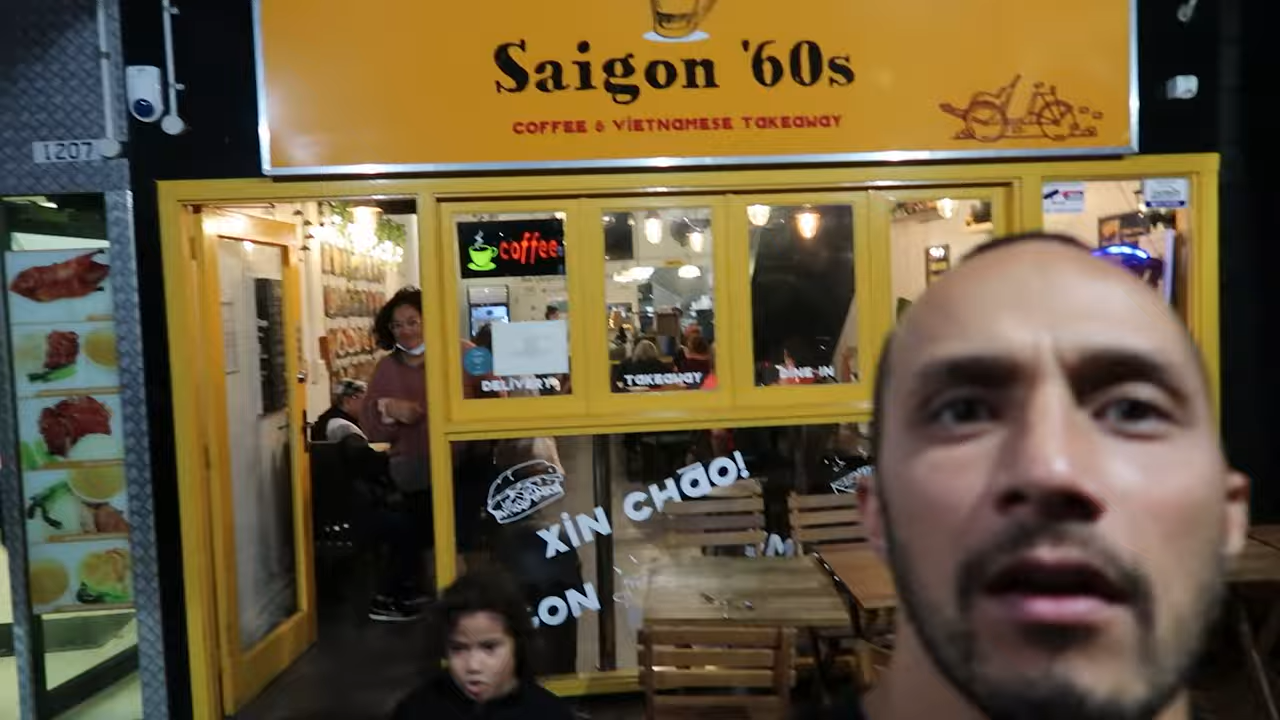 Saigon '60s
COFFEE & VIETNAMESE TAKEAWAY
1207
coffee
DELIVERY
TAKEAWAY
DINE IN
XIN CHÀO!